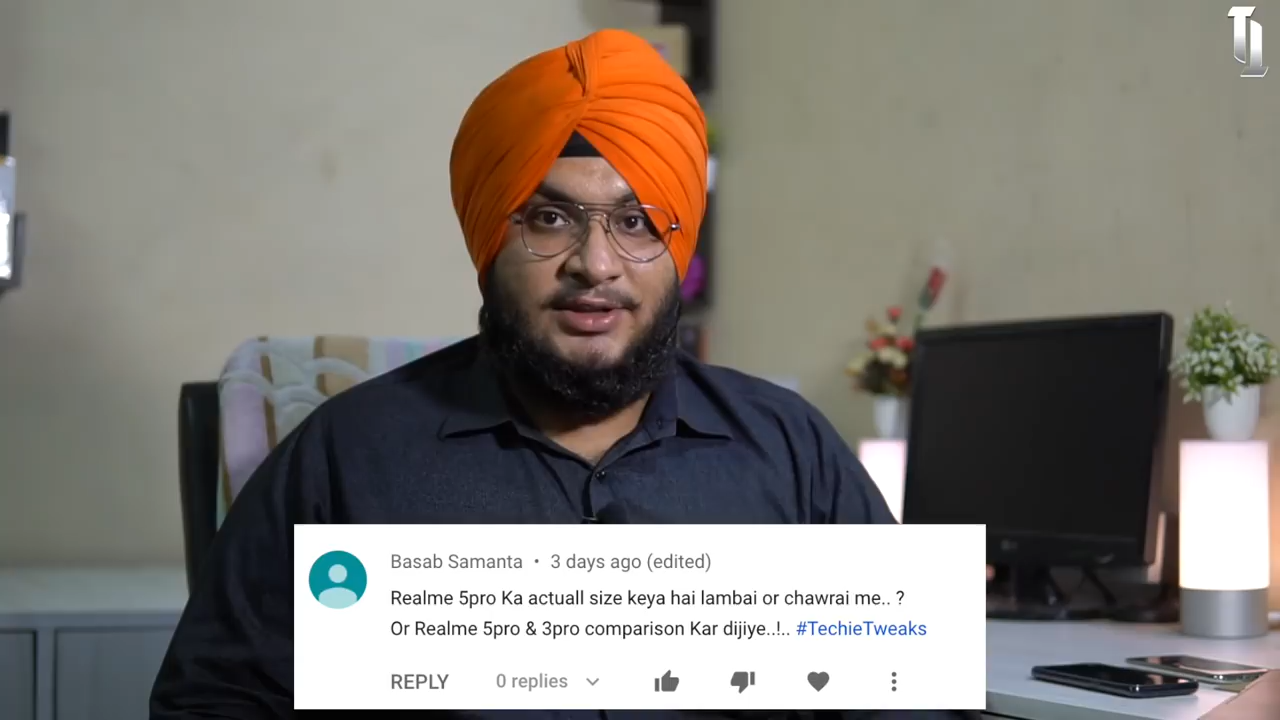 Basab Samanta • 3 days ago (edited)
Realme 5pro Ka actuall size keya hai lambai or chawrai me.. ?
Or Realme 5pro & 3pro comparison Kar dijiye..!.. #TechieTweaks
REPLY 0 replies